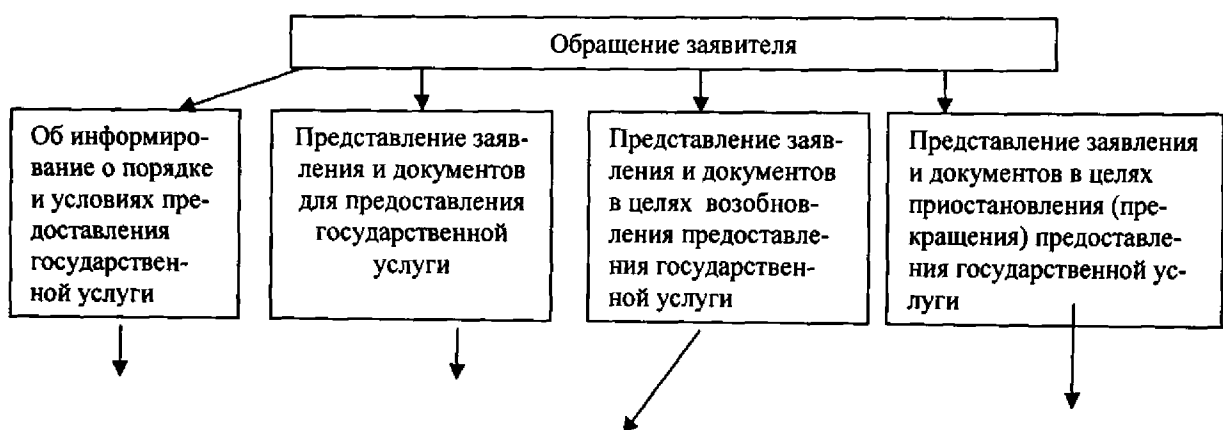 Обращение заявителя
Об информиро-
вание о порядке
и условиях пре-
доставления
государствен-
ной услуги
Представление заяв-
ления и документов
для предоставления
государственной
услуги
Представление заяв-
ления и документов
в целях возобнов-
ления предоставле-
ния государствен-
ной услуги
Представление заявления
и документов в целях
приостановления (пре-
кращения) предоставле-
ния государственной ус-
луги